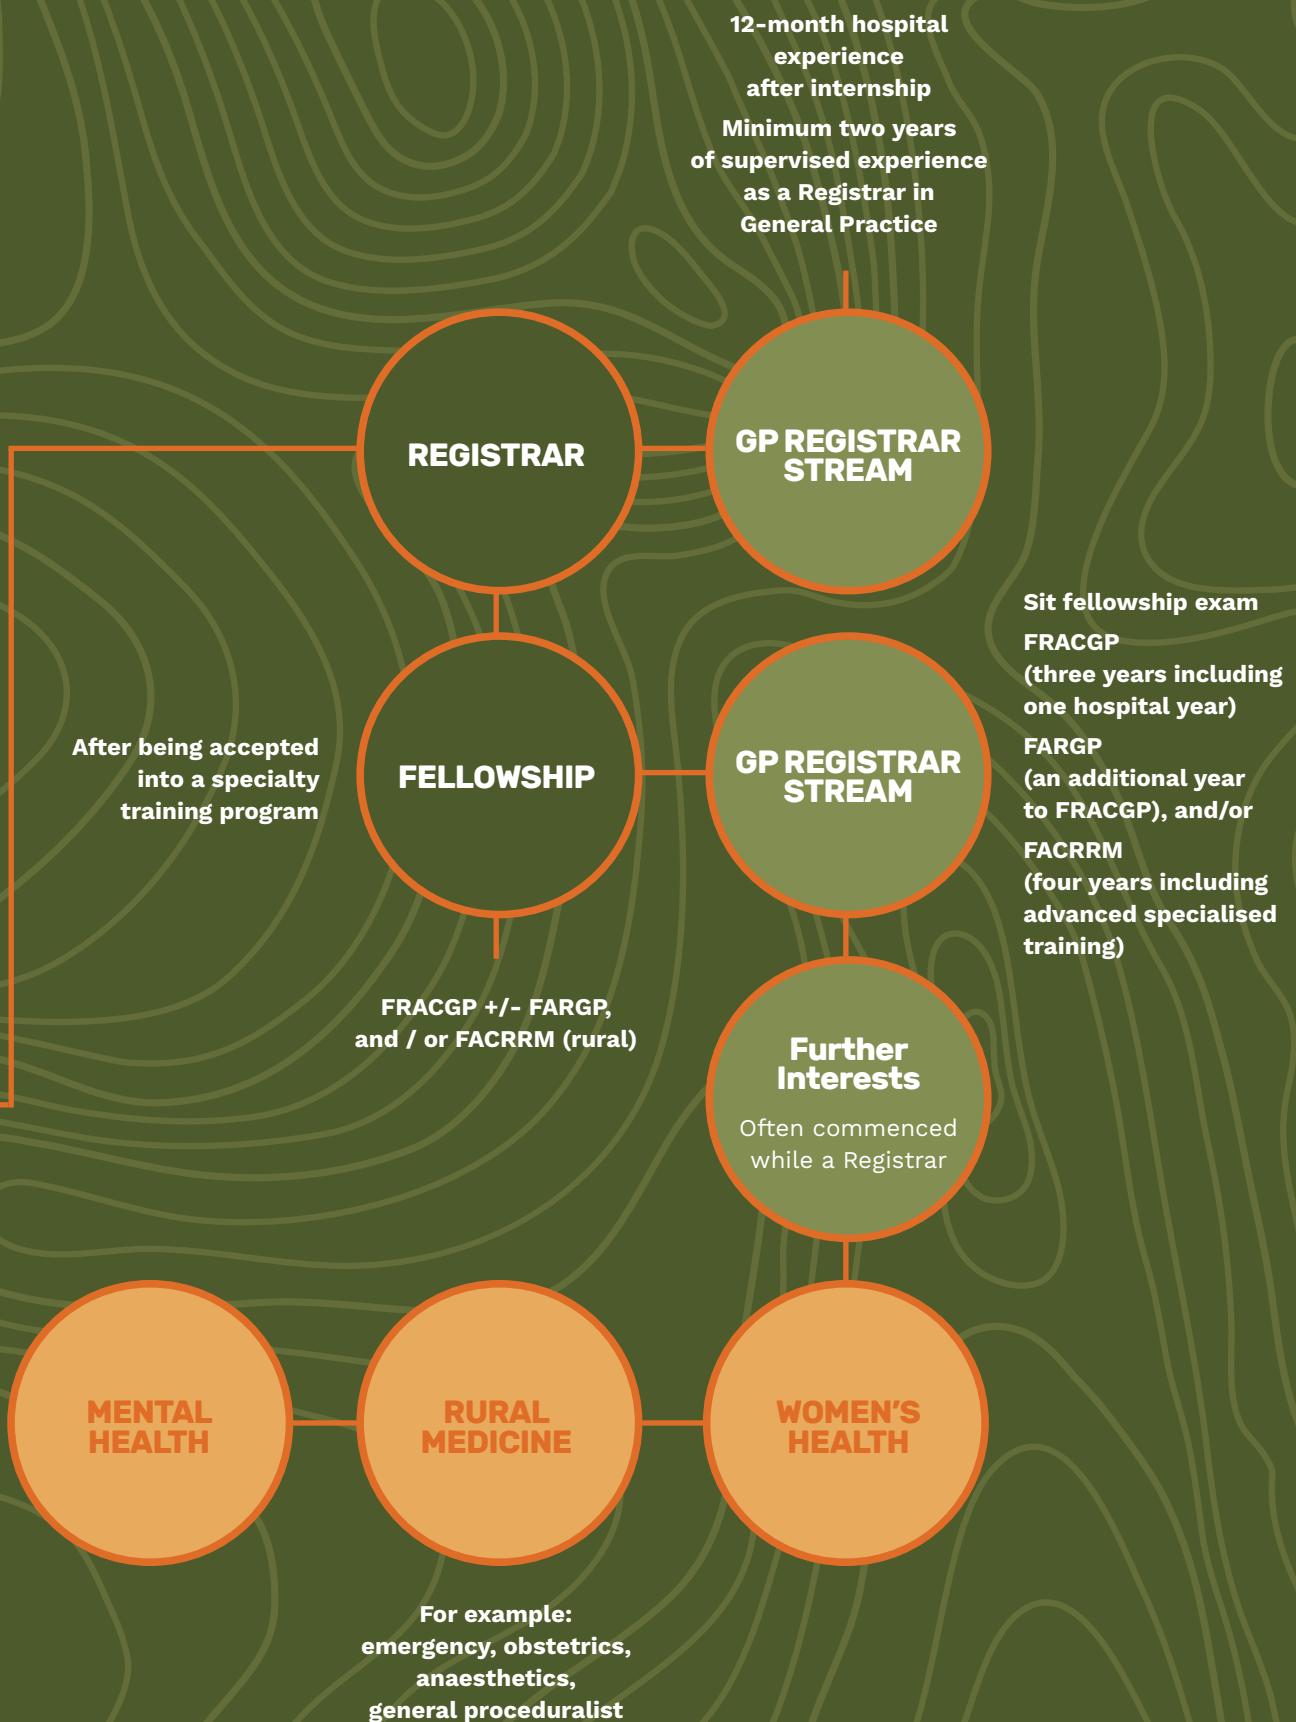 12-month hospital
experience
after internship
Minimum two years
of supervised experience
as a Registrar in
General Practice
REGISTRAR
GP REGISTRAR
STREAM
After being accepted
into a specialty
training program
FELLOWSHIP
GP REGISTRAR
STREAM
Sit fellowship exam
FRACGP
(three years including
one hospital year)
FARGP
(an additional year
to FRACGP), and/or
FACRRM
(four years including
advanced specialised
training)
FRACGP +/- FARGP,
and / or FACRRM (rural)
Further
Interests
Often commenced
while a Registrar
MENTAL
HEALTH
RURAL
MEDICINE
WOMEN'S
HEALTH
For example:
emergency, obstetrics,
anaesthetics,
general proceduralist